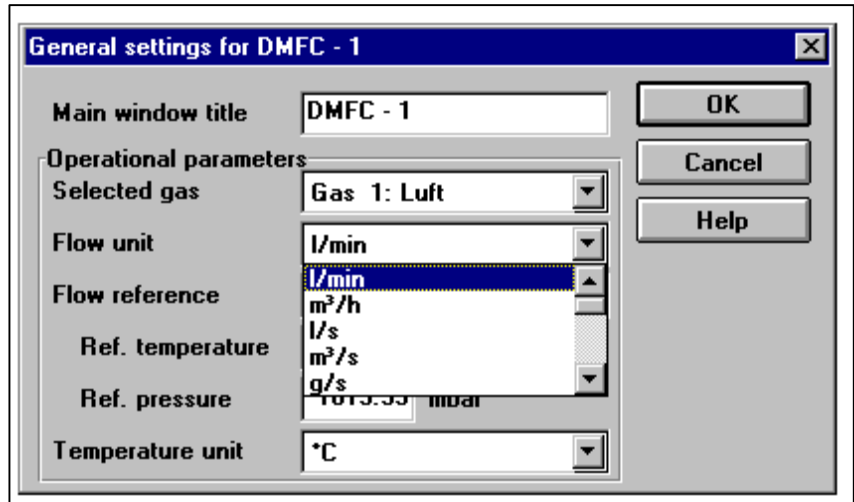 General settings for DMFC - 1
Main window title
DMFC - 1
OK
Operational parameters
Cancel
Selected gas
Gas 1: Luft
Help
Flow unit
l/min
l/min
m³/h
l/s
m³/s
g/s
Flow reference
Ref. temperature
Ref. pressure
mbar
Temperature unit
°C